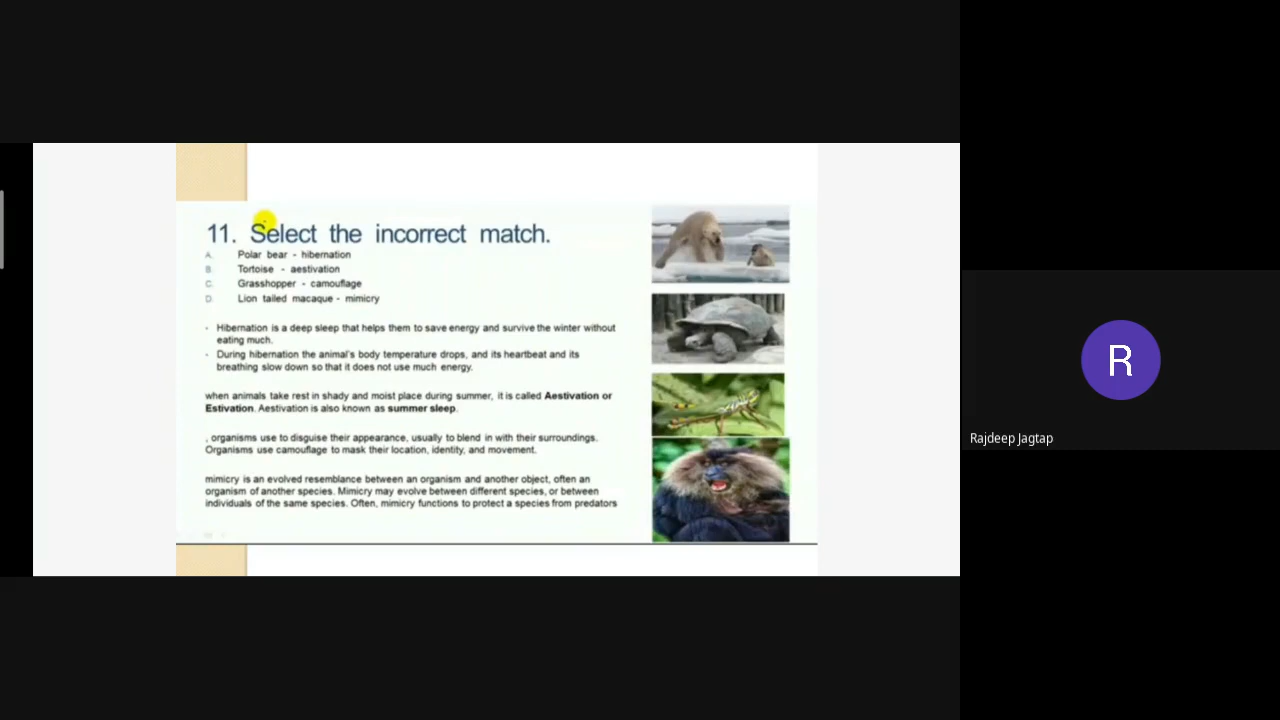 11. Select the incorrect match.
A. Polar bear - hibernation
B. Tortoise - aestivation
C. Grasshopper - camouflage
D. Lion tailed macaque - mimicry
- Hibernation is a deep sleep that helps them to save energy and survive the winter without
eating much.
- During hibernation the animal's body temperature drops, and its heartbeat and its
breathing slow down so that it does not use much energy.
when animals take rest in shady and moist place during summer, it is called Aestivation or
Estivation. Aestivation is also known as summer sleep.
, organisms use to disguise their appearance, usually to blend in with their surroundings.
Organisms use camouflage to mask their location, identity, and movement.
mimicry is an evolved resemblance between an organism and another object, often an
organism of another species. Mimicry may evolve between different species, or between
individuals of the same species. Often, mimicry functions to protect a species from predators
R
Rajdeep Jagtap